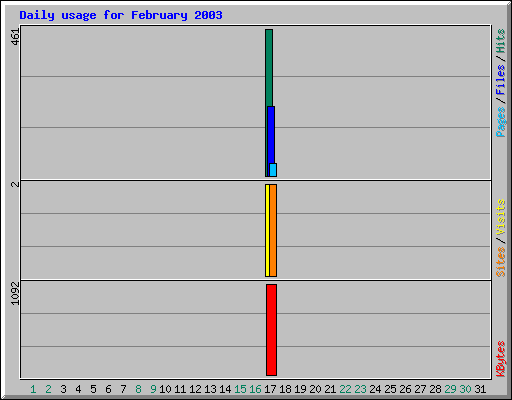 Daily usage for February 2003
461
2
1092
Pages / Files / Hits
Sites / Visits
KBytes
1 2 3 4 5 6 7 8 9 10 11 12 13 14 15 16 17 18 19 20 21 22 23 24 25 26 27 28 29 30 31